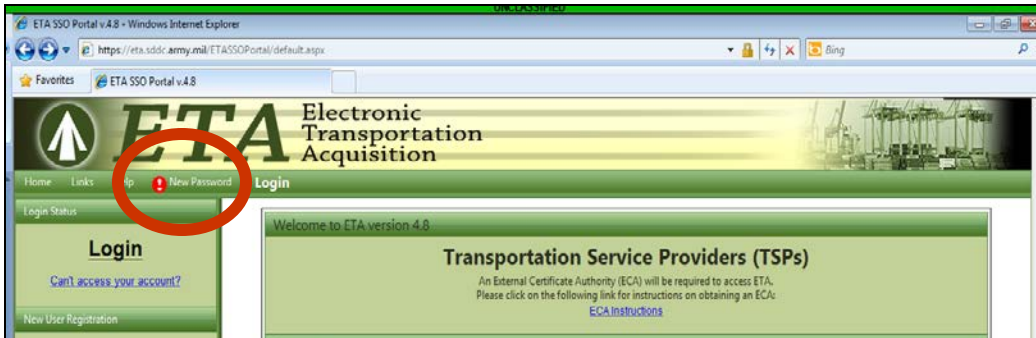 UNCLASSIFIED
ETA SSO Portal v.4.8 - Windows Internet Explorer
https://eta.sddc.army.mil/ETASSOPortal/default.aspx
Bing
Favorites
ETA SSO Portal v.4.8
ETA
Electronic
Transportation
Acquisition
Home Links New Password Login
Login Status
Login
Can't access your account?
New User Registration
Welcome to ETA version 4.8
Transportation Service Providers (TSPs)
An External Certificate Authority (ECA) will be required to access ETA.
Please click on the following link for instructions on obtaining an ECA:
ECA Instructions